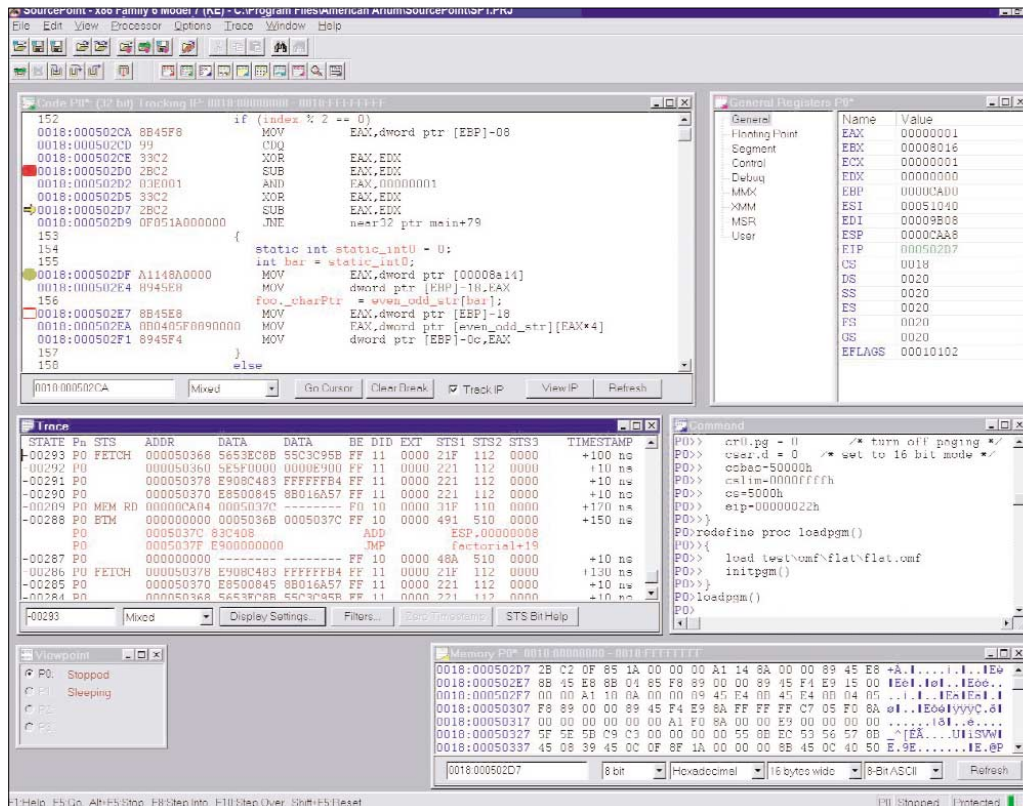 SourcePoint - x86 Family 6 Model 7 (KE) - C:\Program Files\American Arium\SourcePoint\SP1.PRJ
File Edit View Processor Options Trace Window Help
Code P0*: (32 bit) Tracking IP: 0018:00000000 - 0018:FFFFFFFF
152 if (index % 2 == 0)
0018:000502CA 8B45F8 MOV EAX,dword ptr [EBP]-08
0018:000502CD 99 CDQ
0018:000502CE 33C2 XOR EAX,EDX
0018:000502D0 2BC2 SUB EAX,EDX
0018:000502D2 83E001 AND EAX,00000001
0018:000502D5 33C2 XOR EAX,EDX
0018:000502D7 2BC2 SUB EAX,EDX
0018:000502D9 0F851A000000 JNE near32 ptr main+79
153 {
154 static int static_int0 = 0;
155 int bar = static_int0;
0018:000502DF A1148A0000 MOV EAX,dword ptr [00008a14]
0018:000502E4 8945E8 MOV dword ptr [EBP]-18,EAX
156 foo._charPtr = even_odd_str[bar];
0018:000502E7 8B45E8 MOV EAX,dword ptr [EBP]-18
0018:000502EA 8B0485F8890000 MOV EAX,dword ptr [even_odd_str][EAX*4]
0018:000502F1 8945F4 MOV dword ptr [EBP]-0c,EAX
157 }
158 else
0018:000502CA Mixed Go Cursor Clear Break Track IP View IP Refresh
General Registers P0*
General
Floating Point
Segment
Control
Debug
MMX
XMM
MSR
User
Name Value
EAX 00000001
EBX 00008016
ECX 00000001
EDX 00000000
EBP 0000CAD0
ESI 00051040
EDI 00009B08
ESP 0000CAA8
EIP 000502D7
CS 0018
DS 0020
SS 0020
ES 0020
FS 0020
GS 0020
EFLAGS 00010102
Trace
STATE Pn STS ADDR DATA DATA BE DID EXT STS1 STS2 STS3 TIMESTAMP
-00293 P0 FETCH 000050368 5653EC8B 55C3C95B FF 11 0000 21F 112 0000 +100 ns
-00292 P0 000050360 5E5F0000 0000E900 FF 11 0000 221 112 0000 +10 ns
-00291 P0 000050378 E908C483 FFFFFFB4 FF 11 0000 221 112 0000 +10 ns
-00290 P0 000050370 E8500845 8B016A57 FF 11 0000 221 112 0000 +10 ns
-00289 P0 MEM RD 00000CA84 0005037C -------- F0 10 0000 31F 110 0000 +170 ns
-00288 P0 BTM 000000000 0005036B 0005037C FF 10 0000 491 510 0000 +150 ns
P0 0005037C 83C408 ADD ESP,00000008
P0 0005037F E900000000 JMP factorial+19
-00287 P0 000000000 -------- -------- FF 10 0000 48A 510 0000 +10 ns
-00286 P0 FETCH 000050378 E908C483 FFFFFFB4 FF 11 0000 21F 112 0000 +130 ns
-00285 P0 000050370 E8500845 8B016A57 FF 11 0000 221 112 0000 +10 ns
-00284 P0 000050368 5653EC8B 55C3C95B FF 11 0000 221 112 0000 +10 ns
-00293 Mixed Display Settings... Filters... Zero Timestamp STS Bit Help
Command
P0>> cr0.pg = 0 /* turn off paging */
P0>> csar.d = 0 /* set to 16 bit mode */
P0>> csbas=50000h
P0>> cslim=0000ffffh
P0>> cs=5000h
P0>> eip=00000022h
P0>>}
P0>redefine proc loadpgm()
P0>>{
P0>> load test\omf\flat\flat.omf
P0>> initpgm()
P0>>}
P0>loadpgm()
P0>
Viewpoint
P0: Stopped
P1: Sleeping
P2:
P3:
Memory P0*: 0018:00000000 - 0018:FFFFFFFF
0018:000502D7 2B C2 0F 85 1A 00 00 00 A1 14 8A 00 00 89 45 E8
0018:000502E7 8B 45 E8 8B 04 85 F8 89 00 00 89 45 F4 E9 15 00
0018:000502F7 00 00 A1 10 8A 00 00 89 45 E4 8B 45 E4 8B 04 85
0018:00050307 F8 89 00 00 89 45 F4 E9 8A FF FF FF C7 05 F0 8A
0018:00050317 00 00 00 00 00 00 A1 F0 8A 00 00 E9 00 00 00 00
0018:00050327 5F 5E 5B C9 C3 00 00 00 00 55 8B EC 53 56 57 8B
0018:00050337 45 08 39 45 0C 0F 8F 1A 00 00 00 8B 45 0C 40 50
0018:000502D7 8 bit Hexadecimal 16 bytes wide 8-Bit ASCII Refresh
F1:Help F5:Go Alt+F5:Stop F8:Step Into F10:Step Over Shift+F5:Reset P0: Stopped Protected